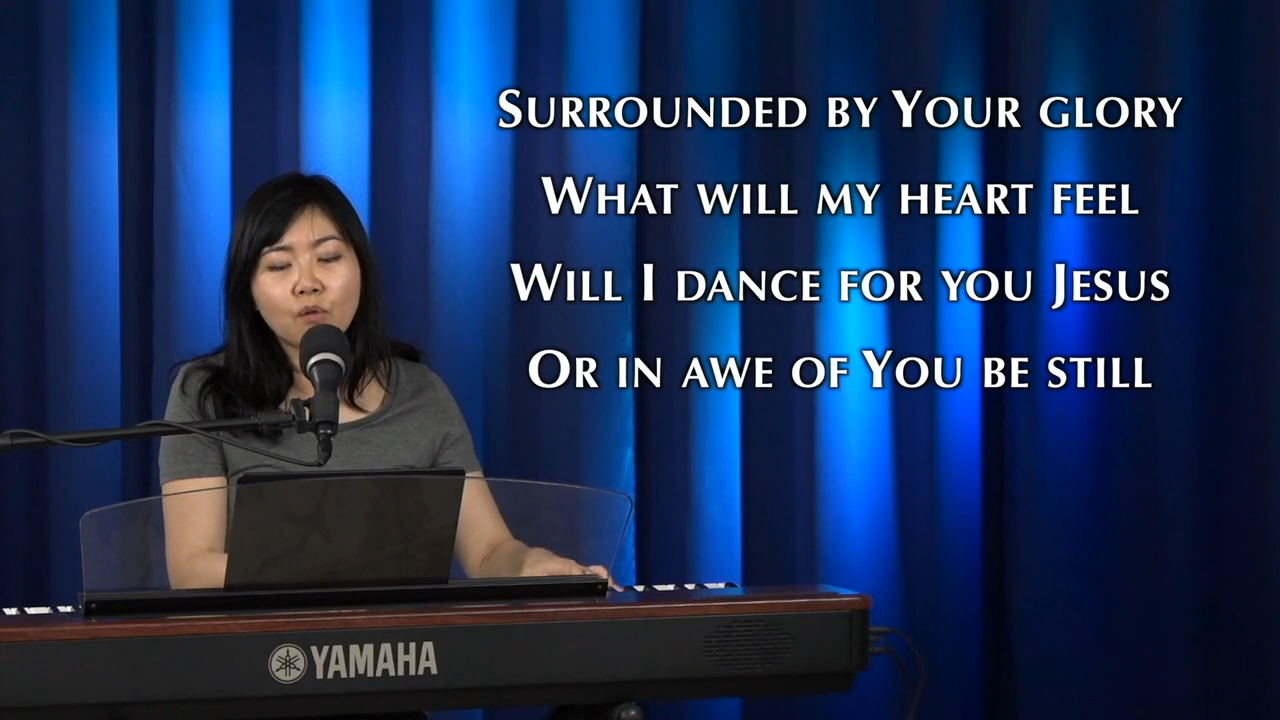 Surrounded by Your glory
What will my heart feel
Will I dance for you Jesus
Or in awe of You be still
YAMAHA